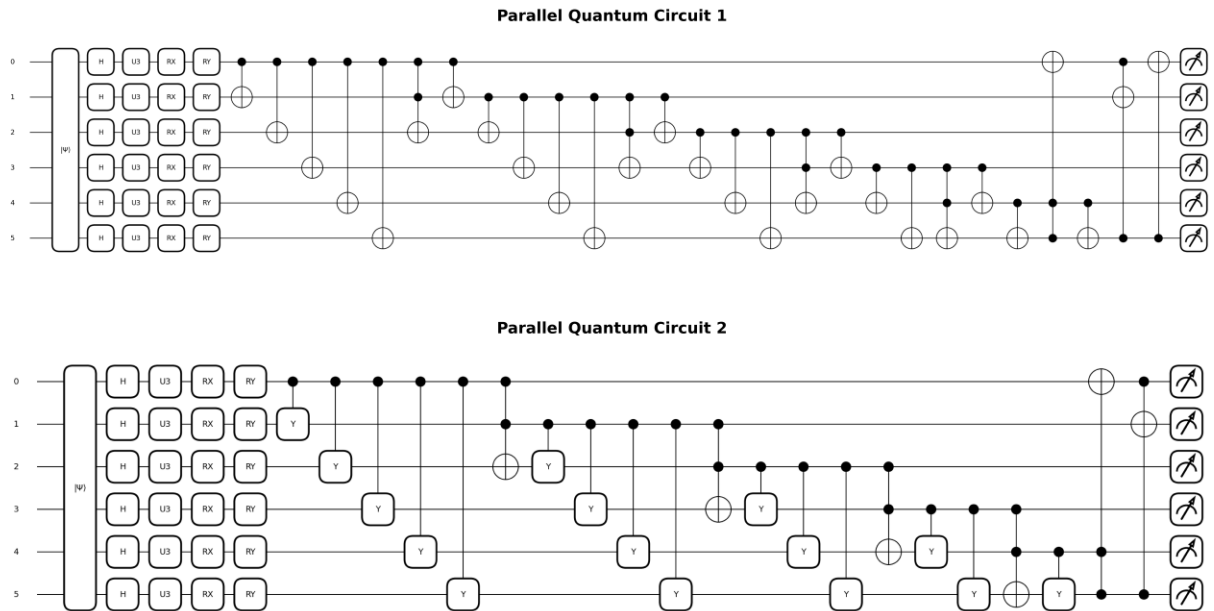 Parallel Quantum Circuit 1
0 H U3 RX RY
1 H U3 RX RY
2 H U3 RX RY
|Ψ⟩
3 H U3 RX RY
4 H U3 RX RY
5 H U3 RX RY
Parallel Quantum Circuit 2
0 H U3 RX RY
1 H U3 RX RY Y
2 H U3 RX RY Y Y
|Ψ⟩
3 H U3 RX RY Y Y Y
4 H U3 RX RY Y Y Y Y
5 H U3 RX RY Y Y Y Y Y